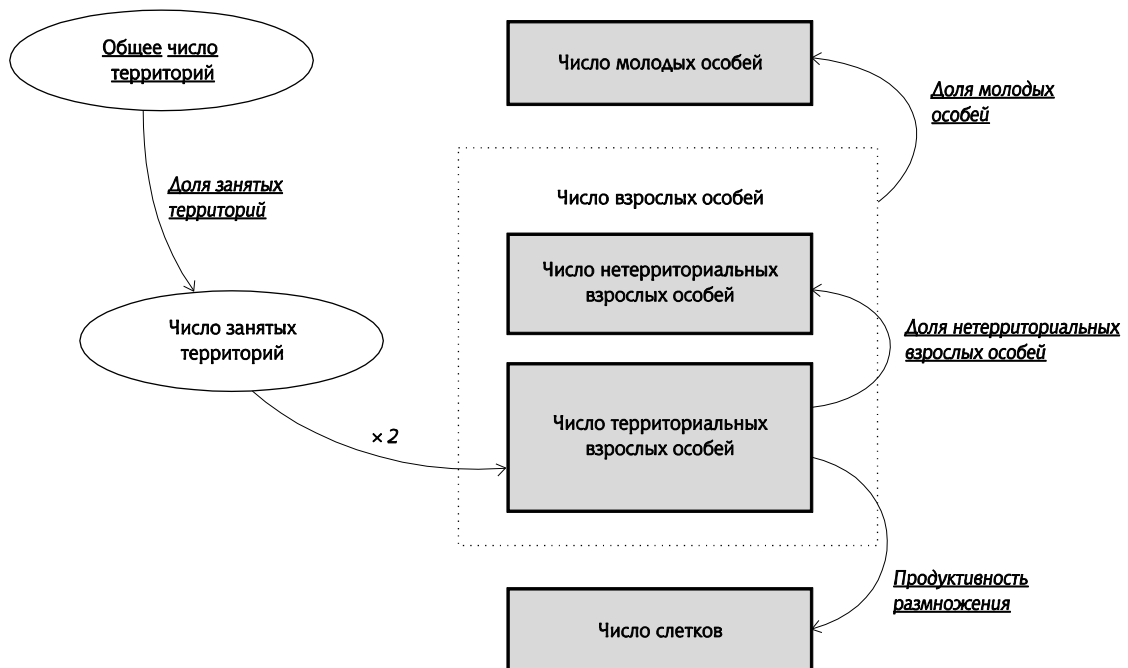 Общее число
территорий
Число молодых особей
Доля молодых
особей
Доля занятых
территорий
Число взрослых особей
Число нетерриториальных
взрослых особей
Число занятых
территорий
Доля нетерриториальных
взрослых особей
× 2
Число территориальных
взрослых особей
Продуктивность
размножения
Число слетков